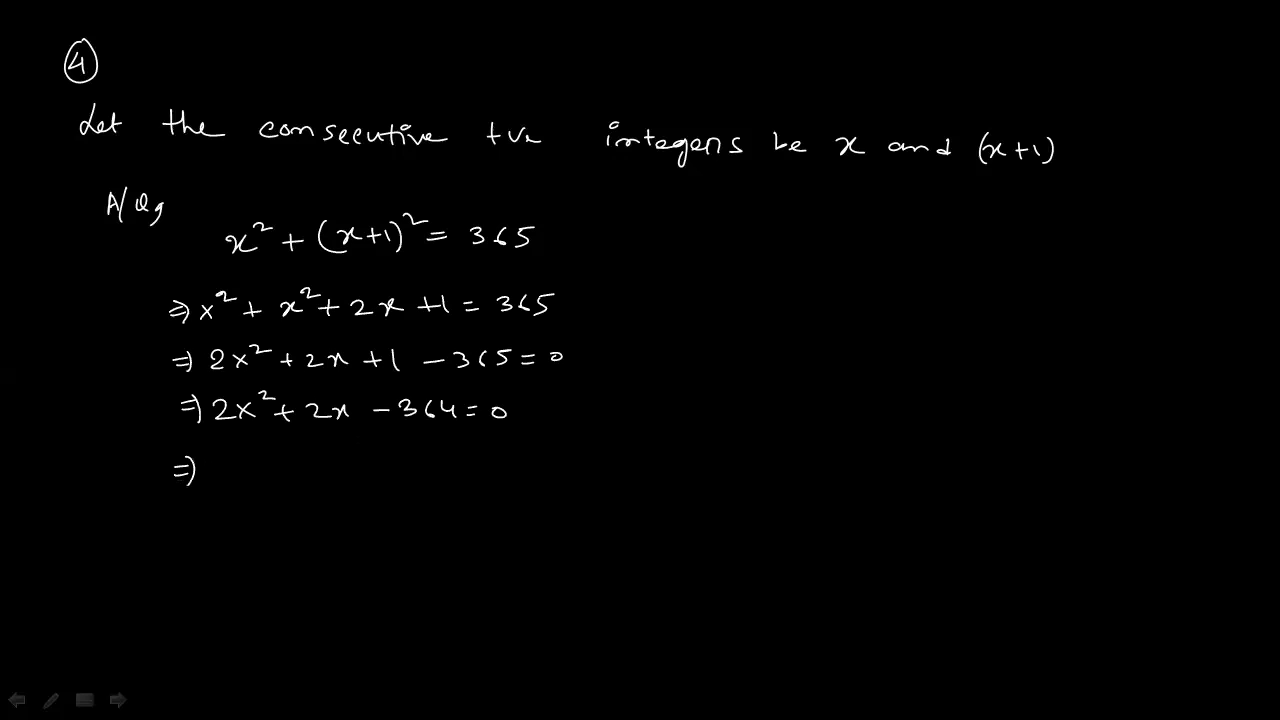 4
Let the consecutive +ve integers be x and (x+1)
A/Q,
x² + (x+1)² = 365
⇒ x² + x² + 2x + 1 = 365
⇒ 2x² + 2x + 1 - 365 = 0
⇒ 2x² + 2x - 364 = 0
⇒